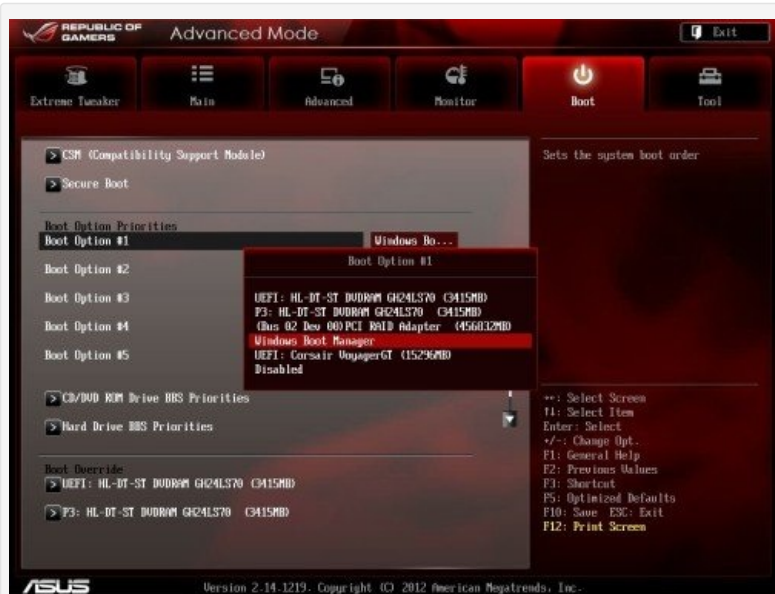 REPUBLIC OF
GAMERS
Advanced Mode
Exit
Extreme Tweaker
Main
Advanced
Monitor
Boot
Tool
CSM (Compatibility Support Module)
Secure Boot
Boot Option Priorities
Boot Option #1
Windows Bo...
Boot Option #2
Boot Option #3
Boot Option #4
Boot Option #5
Boot Option #1
UEFI: HL-DT-ST DVDRAM GH24LS70 (3415MB)
P3: HL-DT-ST DVDRAM GH24LS70 (3415MB)
(Bus 02 Dev 00)PCI RAID Adapter (456832MB)
Windows Boot Manager
UEFI: Corsair VoyagerGT (15296MB)
Disabled
CD/DVD ROM Drive BBS Priorities
Hard Drive BBS Priorities
Boot Override
UEFI: HL-DT-ST DVDRAM GH24LS70 (3415MB)
P3: HL-DT-ST DVDRAM GH24LS70 (3415MB)
Sets the system boot order
→←: Select Screen
↑↓: Select Item
Enter: Select
+/-: Change Opt.
F1: General Help
F2: Previous Values
F3: Shortcut
F5: Optimized Defaults
F10: Save ESC: Exit
F12: Print Screen
ASUS
Version 2.14.1219. Copyright (C) 2012 American Megatrends, Inc.